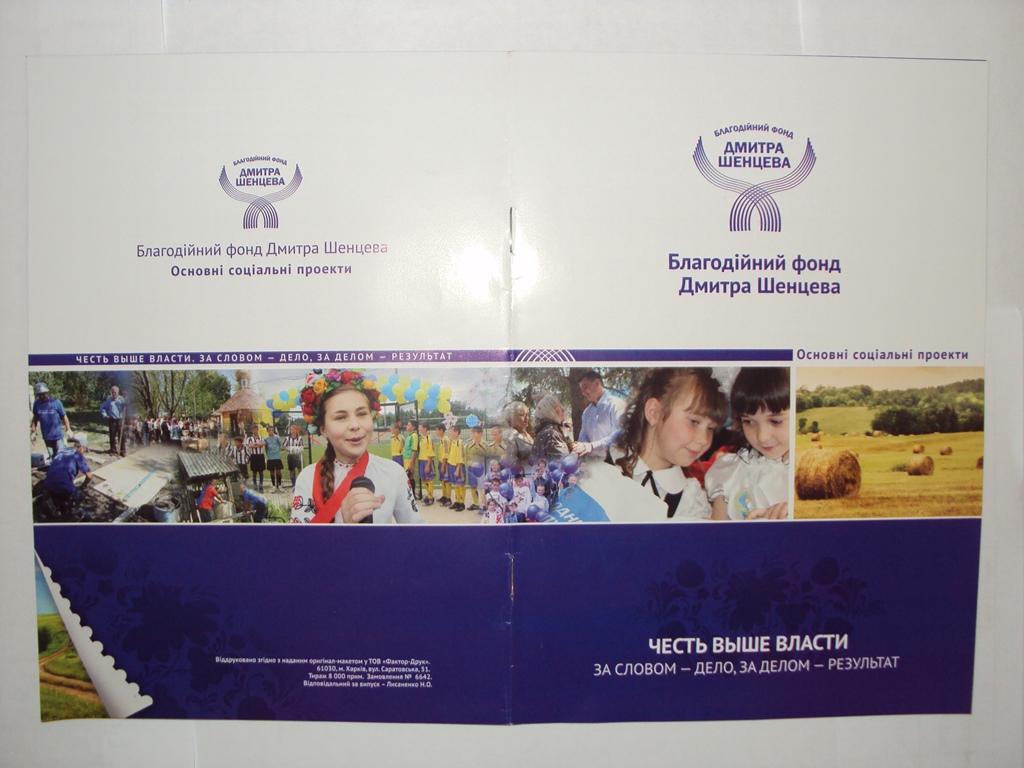 БЛАГОДІЙНИЙ ФОНД
ДМИТРА
ШЕНЦЕВА
Благодійний фонд Дмитра Шенцева
Основні соціальні проекти
ЧЕСТЬ ВЫШЕ ВЛАСТИ. ЗА СЛОВОМ — ДЕЛО, ЗА ДЕЛОМ — РЕЗУЛЬТАТ
Віддруковано згідно з наданим оригінал-макетом у ТОВ «Фактор-Друк».
61030, м. Харків, вул. Саратовська, 51.
Тираж 8 000 прим. Замовлення № 6642.
Відповідальний за випуск – Лисаненко Н.О.
БЛАГОДІЙНИЙ ФОНД
ДМИТРА
ШЕНЦЕВА
Благодійний фонд
Дмитра Шенцева
Основні соціальні проекти
ЧЕСТЬ ВЫШЕ ВЛАСТИ
ЗА СЛОВОМ — ДЕЛО, ЗА ДЕЛОМ — РЕЗУЛЬТАТ